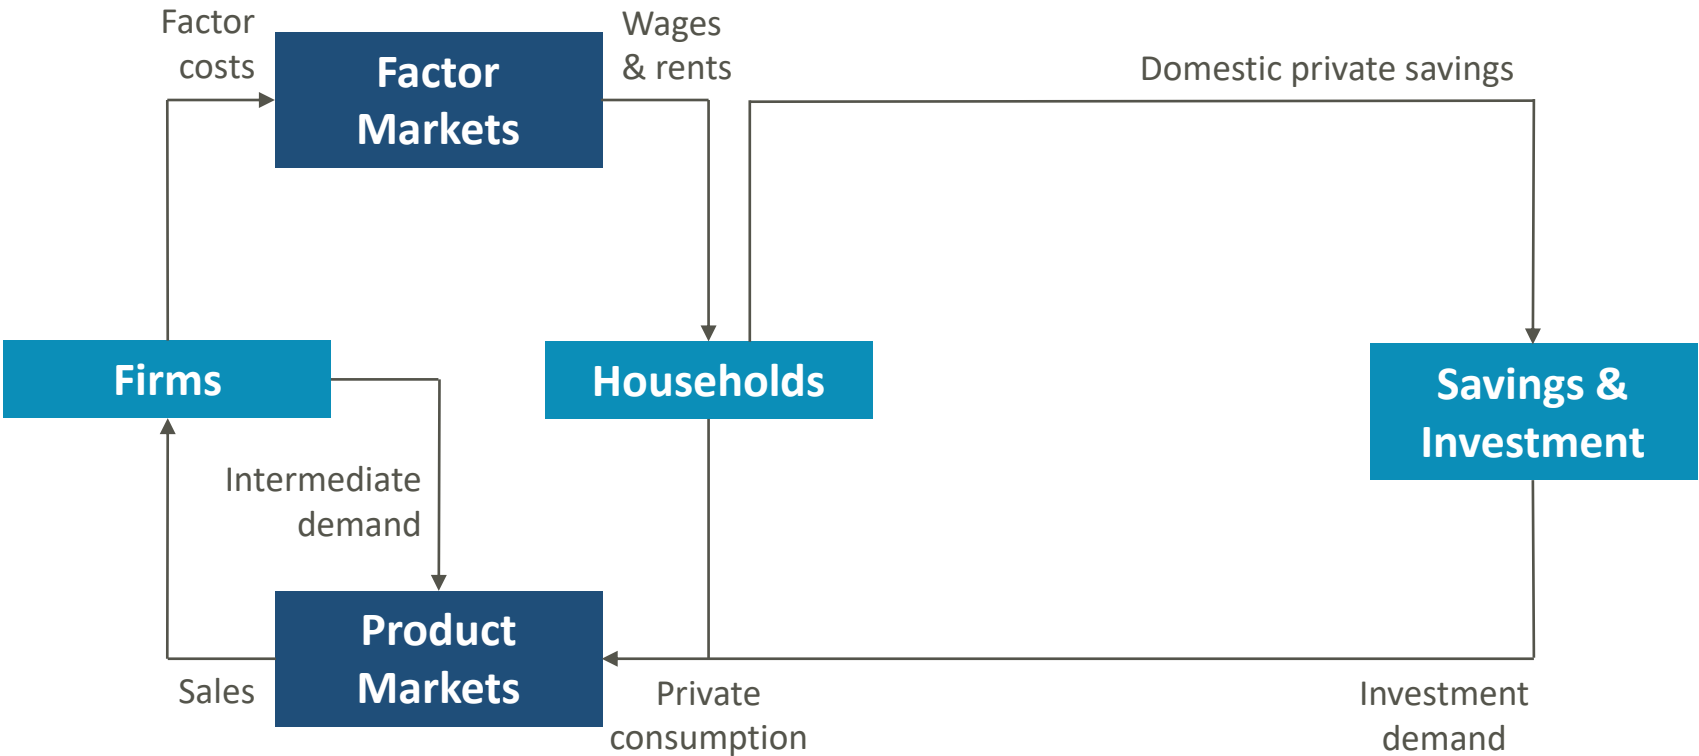 Factor
costs
Factor
Markets
Wages
& rents
Domestic private savings
Firms
Households
Savings &
Investment
Intermediate
demand
Product
Markets
Sales
Private
consumption
Investment
demand